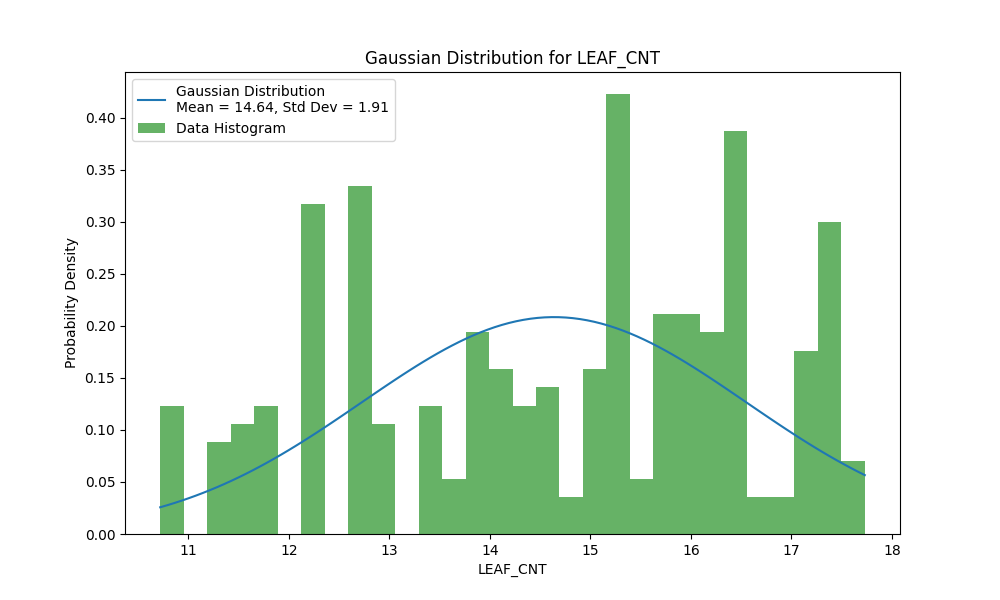 Gaussian Distribution for LEAF_CNT
Gaussian Distribution
Mean = 14.64, Std Dev = 1.91
Data Histogram
Probability Density
0.40
0.35
0.30
0.25
0.20
0.15
0.10
0.05
0.00
11 12 13 14 15 16 17 18
LEAF_CNT